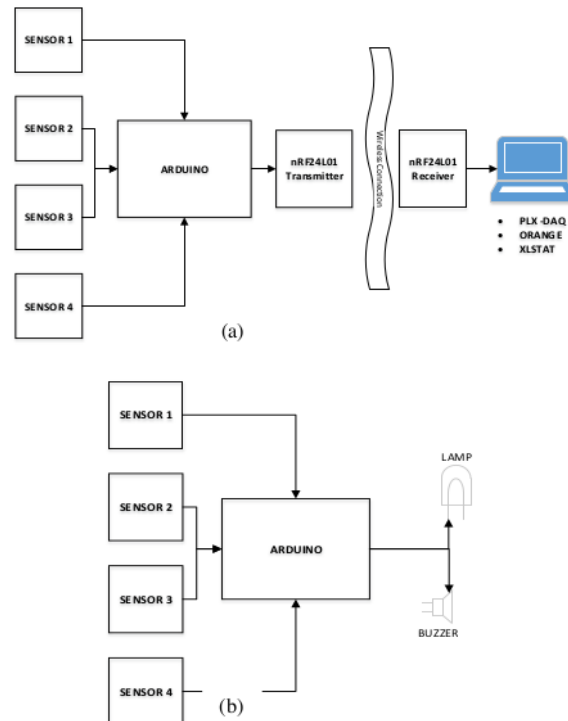 SENSOR 1
SENSOR 2
SENSOR 3
SENSOR 4
ARDUINO
nRF24L01
Transmitter
Wireless Connection
nRF24L01
Receiver
• PLX -DAQ
• ORANGE
• XLSTAT
(a)
SENSOR 1
SENSOR 2
SENSOR 3
SENSOR 4
ARDUINO
LAMP
BUZZER
(b)